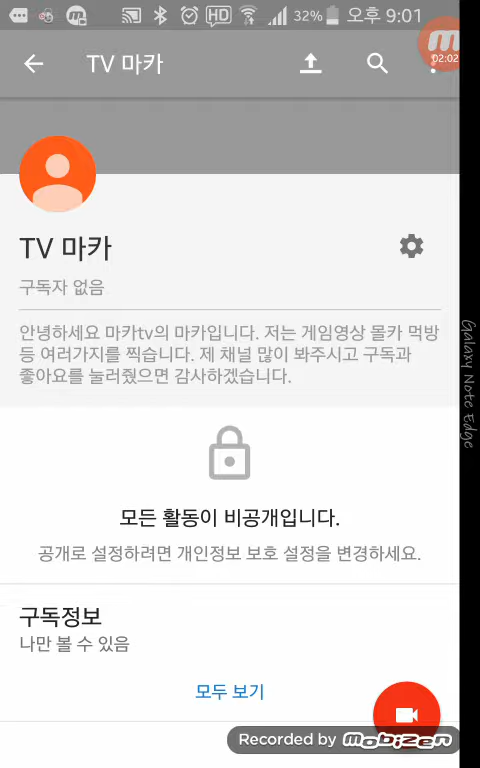 HD 32% 오후 9:01
m
02:02
TV 마카
TV 마카
구독자 없음
안녕하세요 마카tv의 마카입니다. 저는 게임영상 몰카 먹방
등 여러가지를 찍습니다. 제 채널 많이 봐주시고 구독과
좋아요를 눌러줬으면 감사하겠습니다.
모든 활동이 비공개입니다.
공개로 설정하려면 개인정보 보호 설정을 변경하세요.
구독정보
나만 볼 수 있음
모두 보기
Recorded by mobizen
Galaxy Note Edge